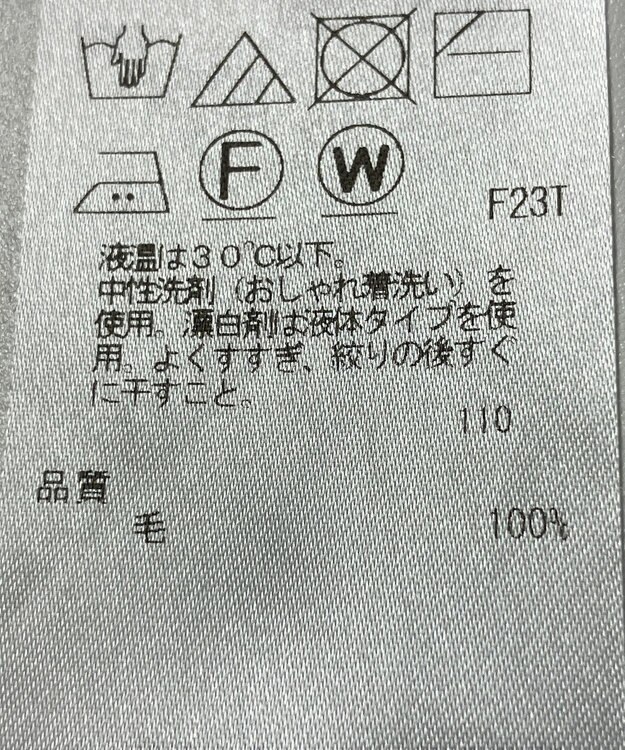 F W F23T
液温は30℃以下。
中性洗剤（おしゃれ着洗い）を
使用。漂白剤は液体タイプを使
用。よくすすぎ、絞りの後すぐ
に干すこと。
110
品質
毛 100%